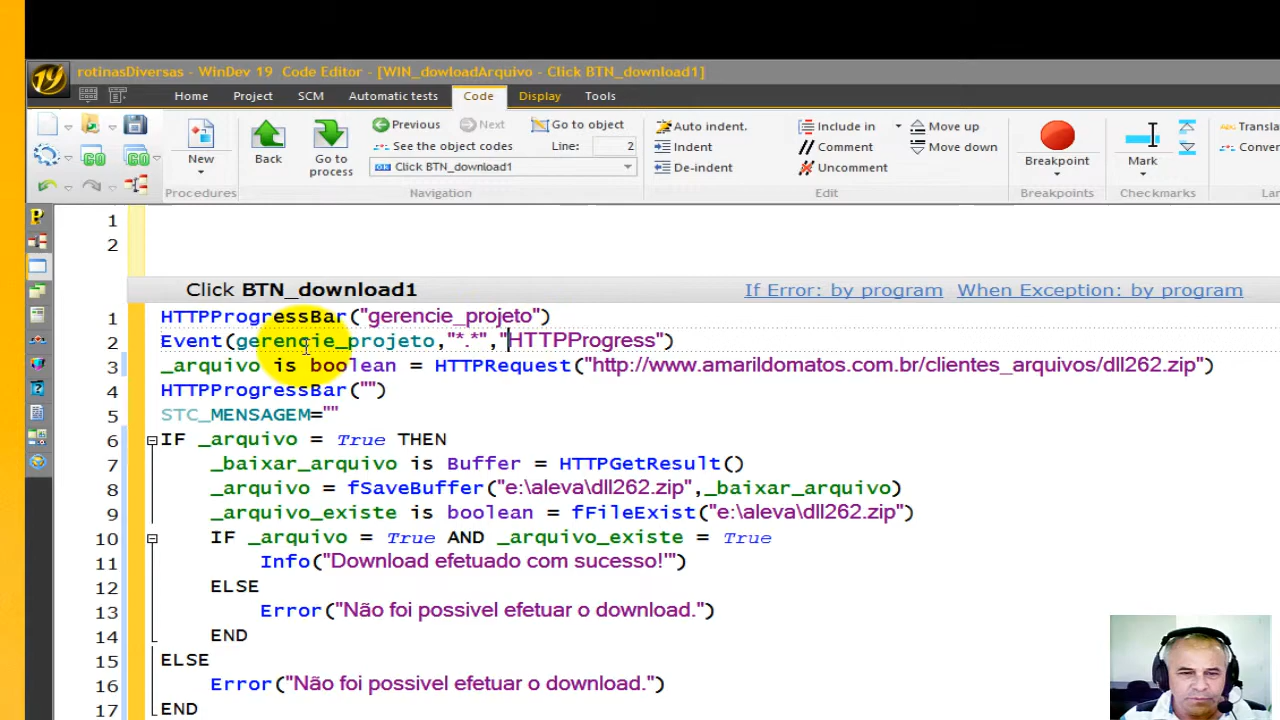 rotinasDiversas - WinDev 19 Code Editor - [WIN_dowloadArquivo - Click BTN_download1]
Home Project SCM Automatic tests Code Display Tools
New
Procedures
Back
Go to process
Previous Next Go to object
See the object codes Line: 2
Click BTN_download1
Navigation
Auto indent. Include in Move up
Indent Comment Move down
De-indent Uncomment
Edit
Breakpoint
Breakpoints
Mark
Checkmarks
GO GO
1
2
Click BTN_download1 If Error: by program When Exception: by program
1 HTTPProgressBar("gerencie_projeto")
2 Event(gerencie_projeto,"*.*","HTTPProgress")
3 _arquivo is boolean = HTTPRequest("http://www.amarildomatos.com.br/clientes_arquivos/dll262.zip")
4 HTTPProgressBar("")
5 STC_MENSAGEM=""
6 IF _arquivo = True THEN
7 _baixar_arquivo is Buffer = HTTPGetResult()
8 _arquivo = fSaveBuffer("e:\aleva\dll262.zip",_baixar_arquivo)
9 _arquivo_existe is boolean = fFileExist("e:\aleva\dll262.zip")
10 IF _arquivo = True AND _arquivo_existe = True
11 Info("Download efetuado com sucesso!'")
12 ELSE
13 Error("Não foi possivel efetuar o download.")
14 END
15 ELSE
16 Error("Não foi possivel efetuar o download.")
17 END